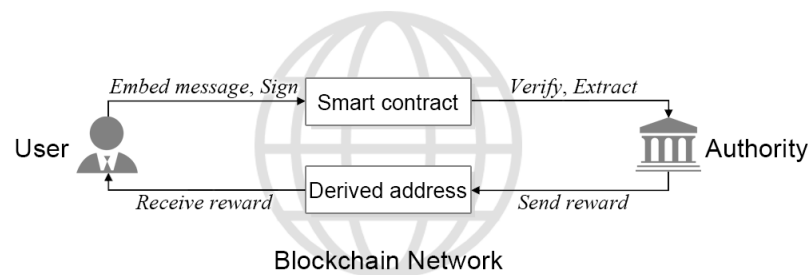 Embed message, Sign
Smart contract
Verify, Extract
User
Authority
Receive reward
Derived address
Send reward
Blockchain Network